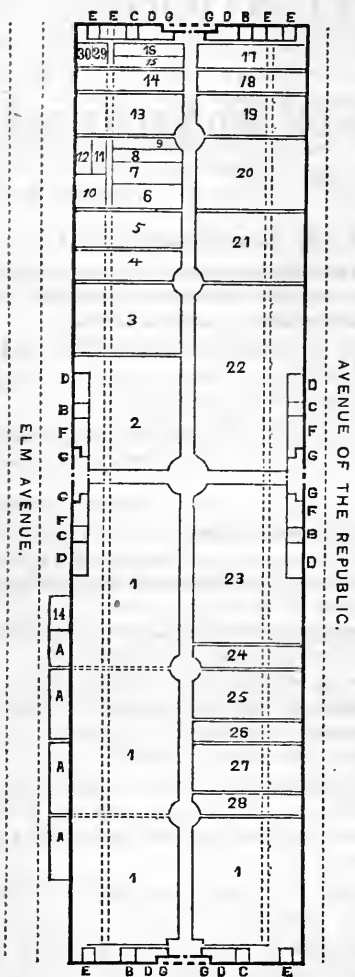 E E C D G G D B E E
30 29 16 17
15
14 18
13 19
9
12 11 8 20
7
10 6
5 21
4
3
22
D D
B C
F F
G G
2
ELM AVENUE.
AVENUE OF THE REPUBLIC.
C G
E E
C B
D D
1 23
14
A 24
A 25
26
1
A 27
28
A
1 1
E B D G G D C E